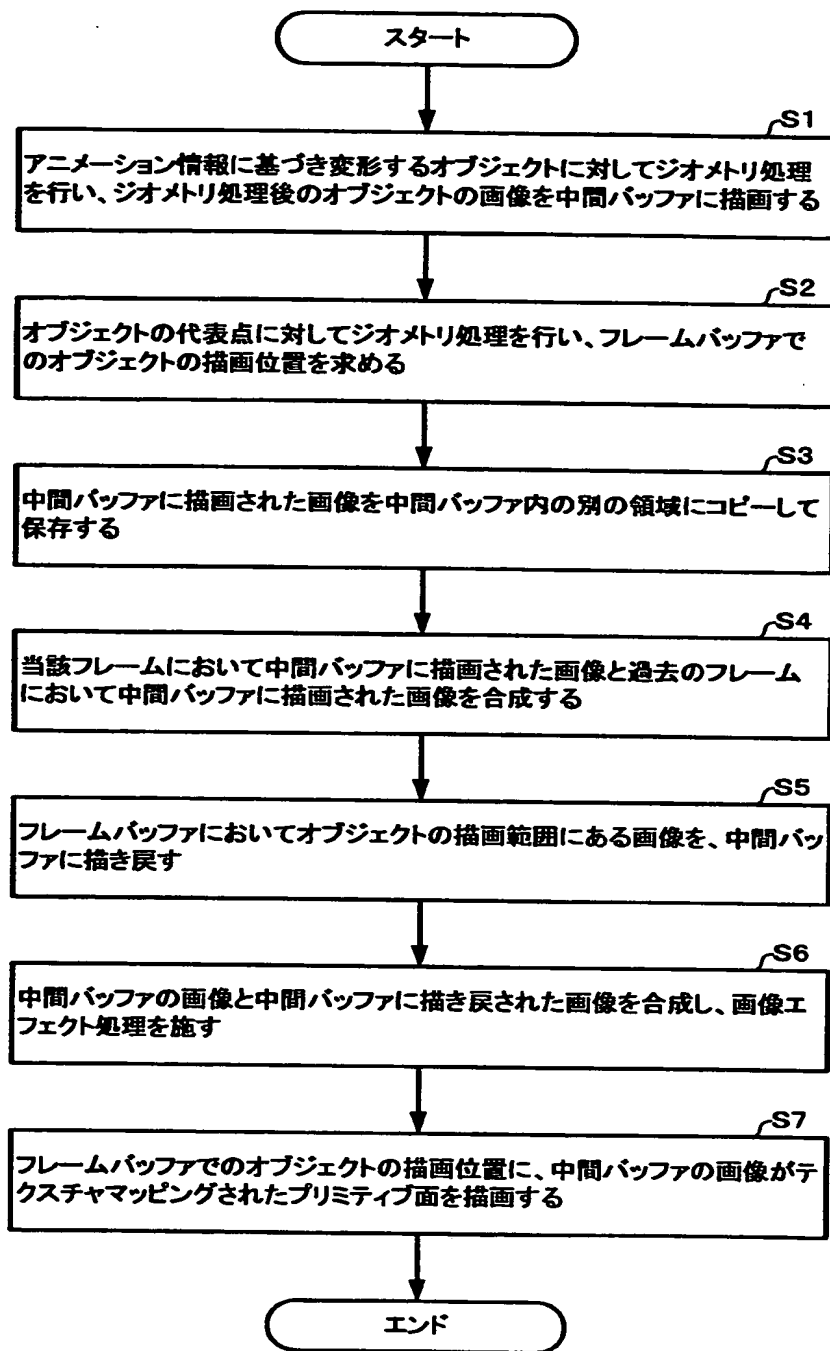 スタート
S1
アニメーション情報に基づき変形するオブジェクトに対してジオメトリ処理
を行い、ジオメトリ処理後のオブジェクトの画像を中間バッファに描画する
S2
オブジェクトの代表点に対してジオメトリ処理を行い、フレームバッファで
のオブジェクトの描画位置を求める
S3
中間バッファに描画された画像を中間バッファ内の別の領域にコピーして
保存する
S4
当該フレームにおいて中間バッファに描画された画像と過去のフレーム
において中間バッファに描画された画像を合成する
S5
フレームバッファにおいてオブジェクトの描画範囲にある画像を、中間バッ
ファに描き戻す
S6
中間バッファの画像と中間バッファに描き戻された画像を合成し、画像エ
フェクト処理を施す
S7
フレームバッファでのオブジェクトの描画位置に、中間バッファの画像がテ
クスチャマッピングされたプリミティブ面を描画する
エンド